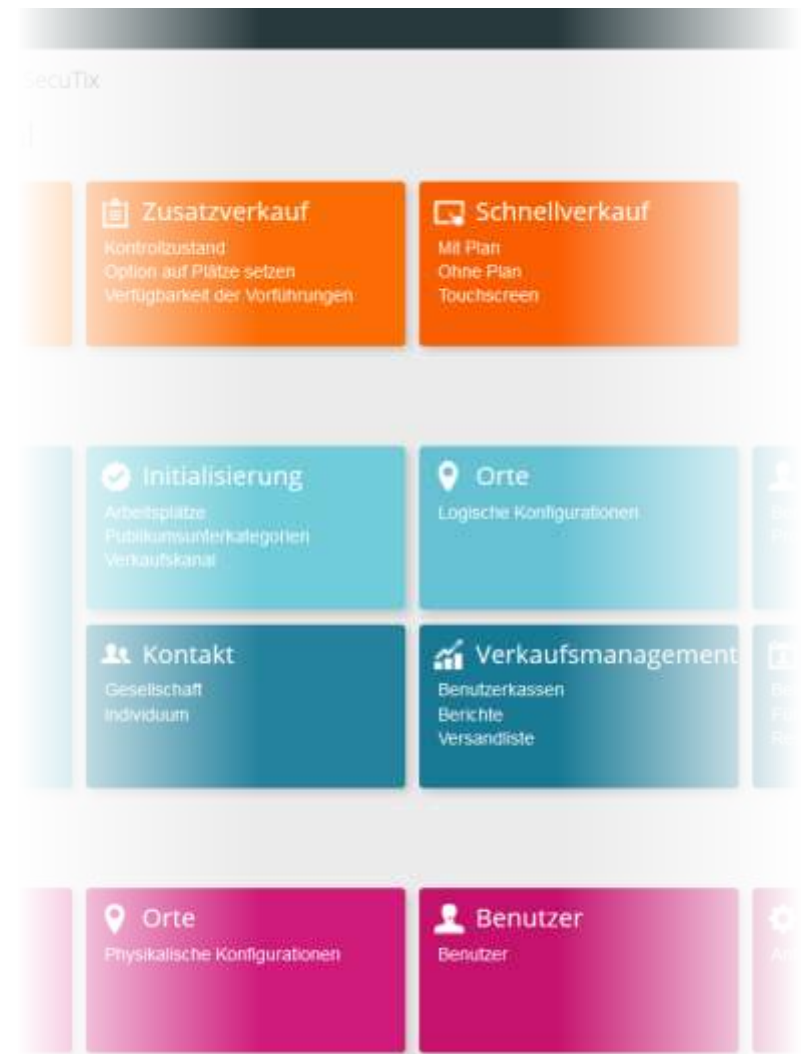 SecuTix
Zusatzverkauf
Kontrollzustand
Option auf Plätze setzen
Verfügbarkeit der Vorführungen
Schnellverkauf
Mit Plan
Ohne Plan
Touchscreen
Initialisierung
Arbeitsplätze
Publikumsunterkategorien
Verkaufskanal
Orte
Logische Konfigurationen
Kontakt
Gesellschaft
Individuum
Verkaufsmanagement
Benutzerkassen
Berichte
Versandliste
Orte
Physikalische Konfigurationen
Benutzer
Benutzer